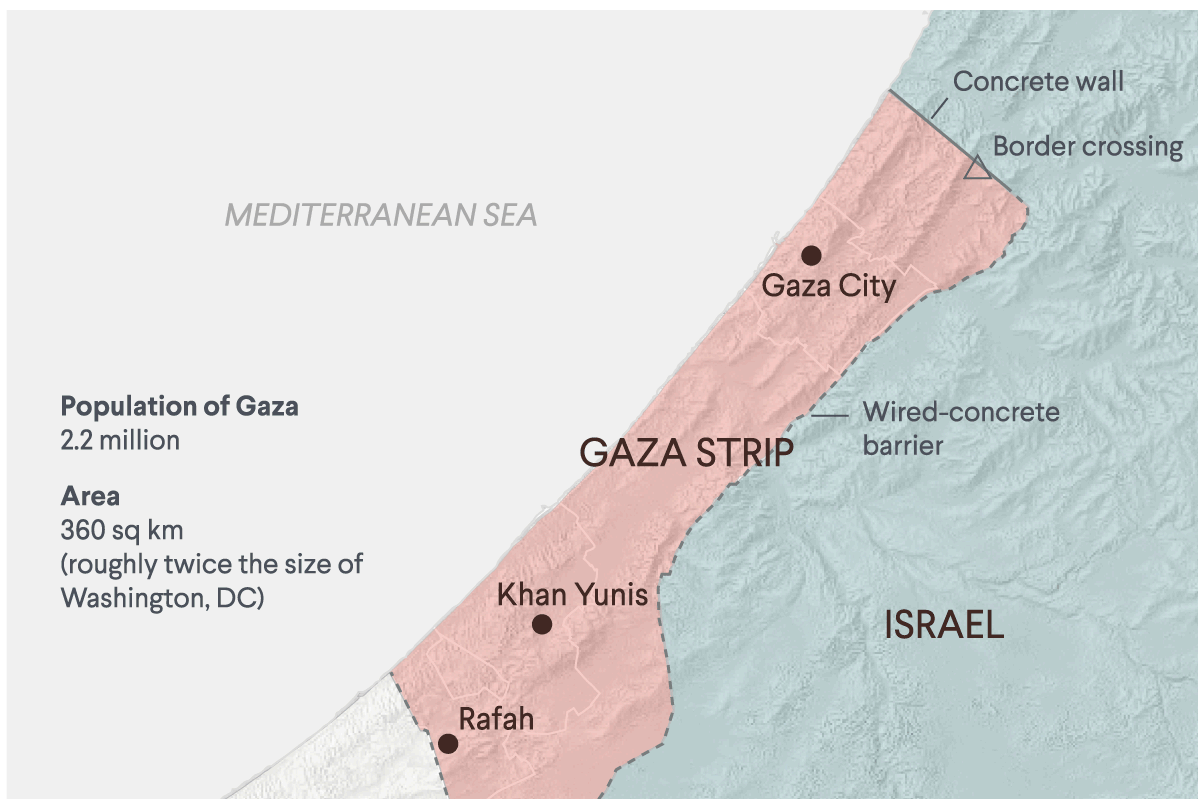 Concrete wall
Border crossing
MEDITERRANEAN SEA
Gaza City
Population of Gaza
2.2 million
Wired-concrete
barrier
GAZA STRIP
Area
360 sq km
(roughly twice the size of
Washington, DC)
Khan Yunis
ISRAEL
Rafah